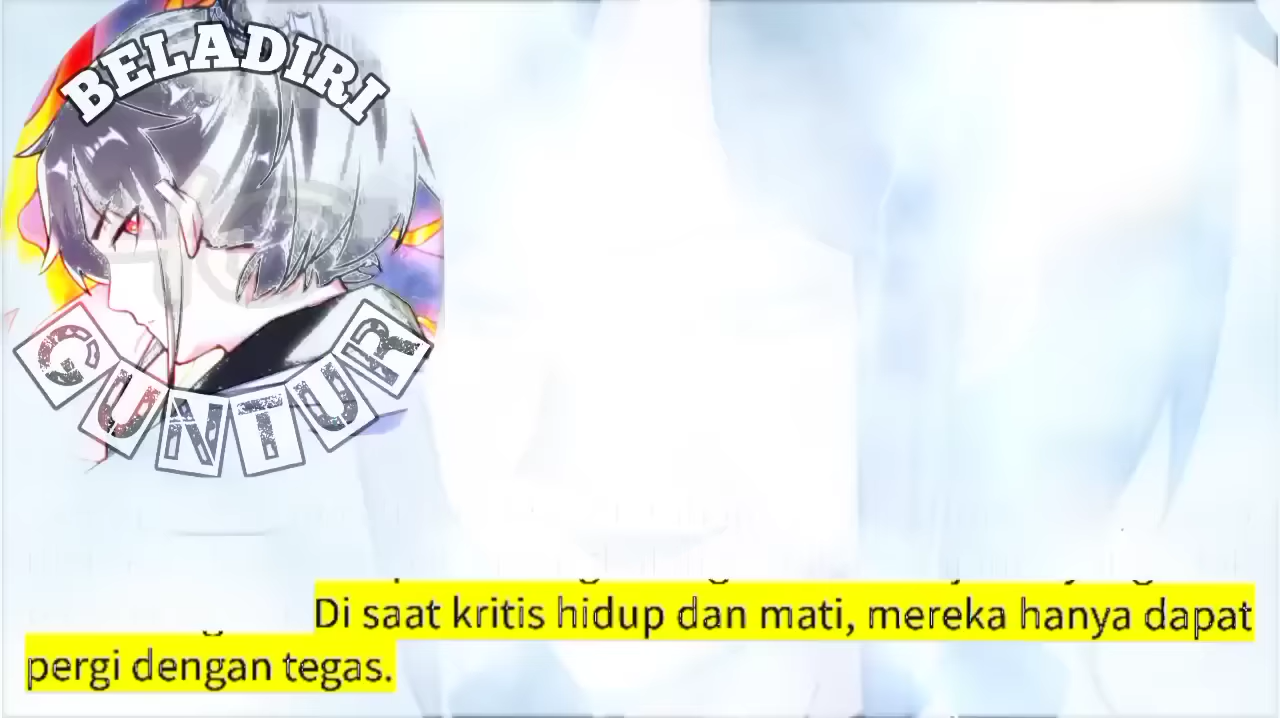 BELADIRI
GUNTUR
Di saat kritis hidup dan mati, mereka hanya dapat
pergi dengan tegas.